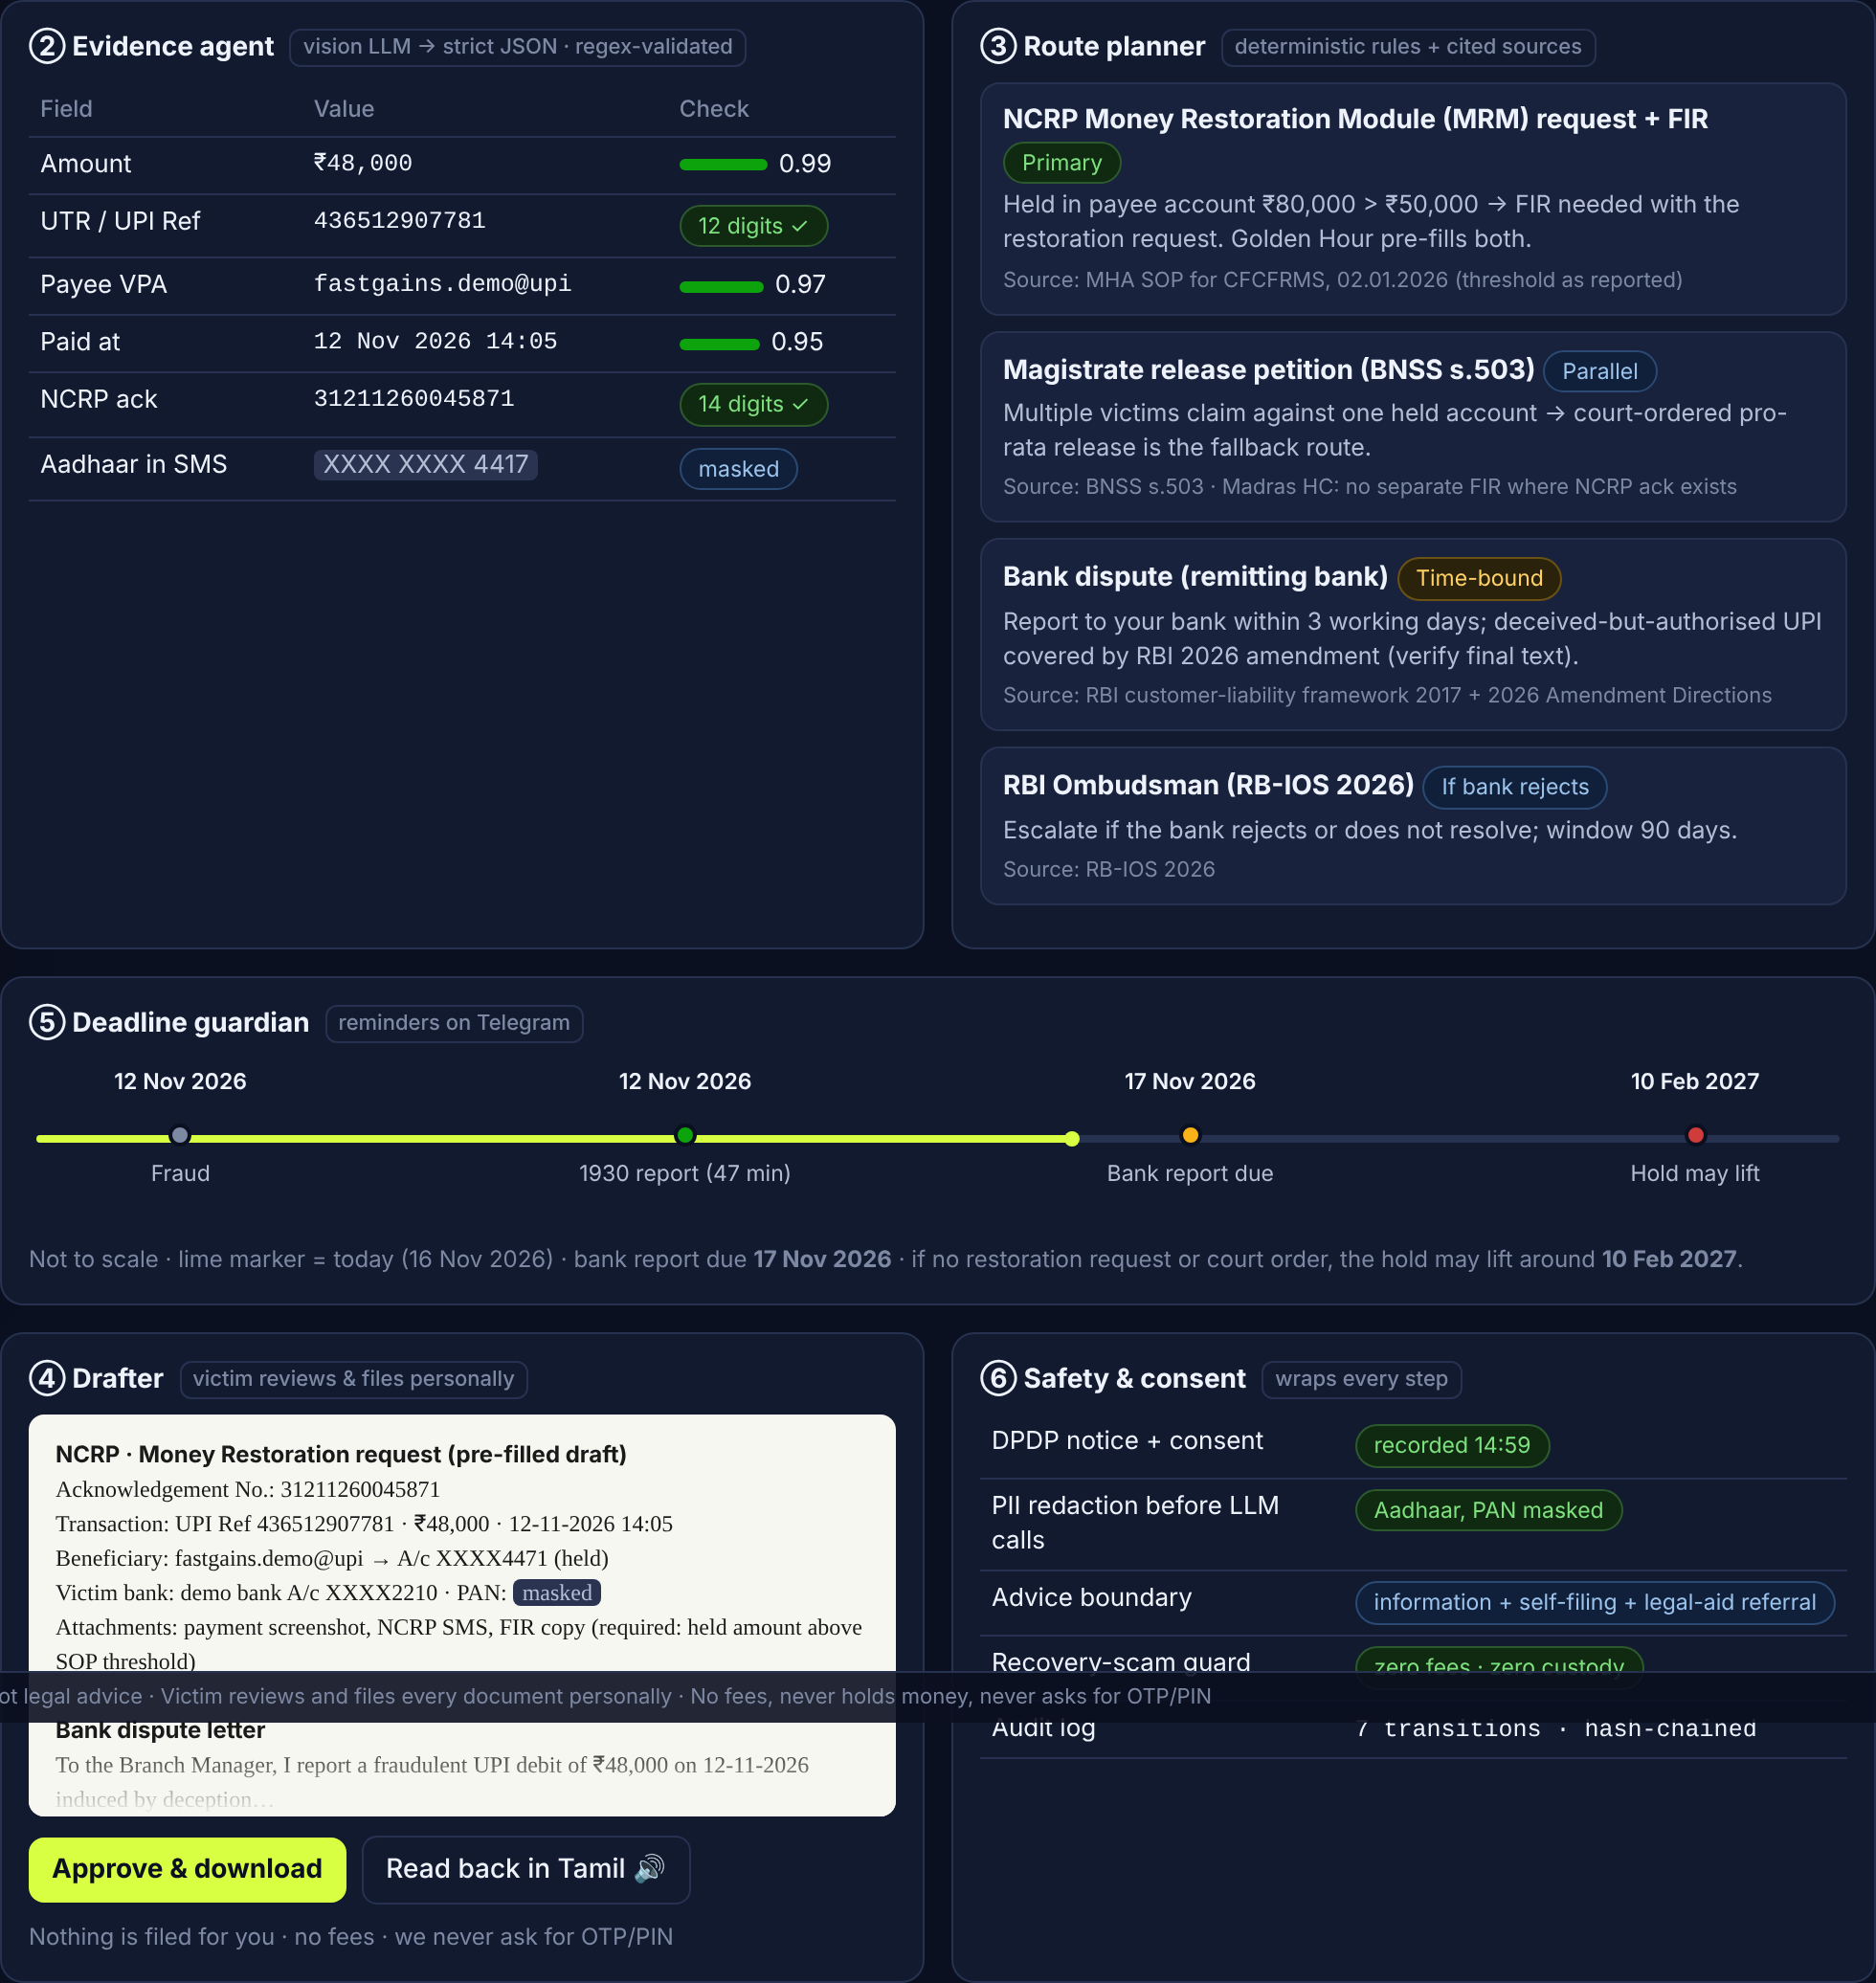 ② Evidence agent vision LLM → strict JSON · regex-validated
Field Value Check
Amount ₹48,000 0.99
UTR / UPI Ref 436512907781 12 digits ✓
Payee VPA fastgains.demo@upi 0.97
Paid at 12 Nov 2026 14:05 0.95
NCRP ack 31211260045871 14 digits ✓
Aadhaar in SMS XXXX XXXX 4417 masked
③ Route planner deterministic rules + cited sources
NCRP Money Restoration Module (MRM) request + FIR
Primary
Held in payee account ₹80,000 > ₹50,000 → FIR needed with the
restoration request. Golden Hour pre-fills both.
Source: MHA SOP for CFCFRMS, 02.01.2026 (threshold as reported)
Magistrate release petition (BNSS s.503) Parallel
Multiple victims claim against one held account → court-ordered pro-
rata release is the fallback route.
Source: BNSS s.503 · Madras HC: no separate FIR where NCRP ack exists
Bank dispute (remitting bank) Time-bound
Report to your bank within 3 working days; deceived-but-authorised UPI
covered by RBI 2026 amendment (verify final text).
Source: RBI customer-liability framework 2017 + 2026 Amendment Directions
RBI Ombudsman (RB-IOS 2026) If bank rejects
Escalate if the bank rejects or does not resolve; window 90 days.
Source: RB-IOS 2026
⑤ Deadline guardian reminders on Telegram
12 Nov 2026 12 Nov 2026 17 Nov 2026 10 Feb 2027
Fraud 1930 report (47 min) Bank report due Hold may lift
Not to scale · lime marker = today (16 Nov 2026) · bank report due 17 Nov 2026 · if no restoration request or court order, the hold may lift around 10 Feb 2027.
④ Drafter victim reviews & files personally
NCRP · Money Restoration request (pre-filled draft)
Acknowledgement No.: 31211260045871
Transaction: UPI Ref 436512907781 · ₹48,000 · 12-11-2026 14:05
Beneficiary: fastgains.demo@upi → A/c XXXX4471 (held)
Victim bank: demo bank A/c XXXX2210 · PAN: masked
Attachments: payment screenshot, NCRP SMS, FIR copy (required: held amount above
SOP threshold)
ot legal advice · Victim reviews and files every document personally · No fees, never holds money, never asks for OTP/PIN
Bank dispute letter
To the Branch Manager, I report a fraudulent UPI debit of ₹48,000 on 12-11-2026
induced by deception…
Approve & download Read back in Tamil 🔊
Nothing is filed for you · no fees · we never ask for OTP/PIN
⑥ Safety & consent wraps every step
DPDP notice + consent recorded 14:59
PII redaction before LLM Aadhaar, PAN masked
calls
Advice boundary information + self-filing + legal-aid referral
Recovery-scam guard zero fees · zero custody
Audit log 7 transitions · hash-chained